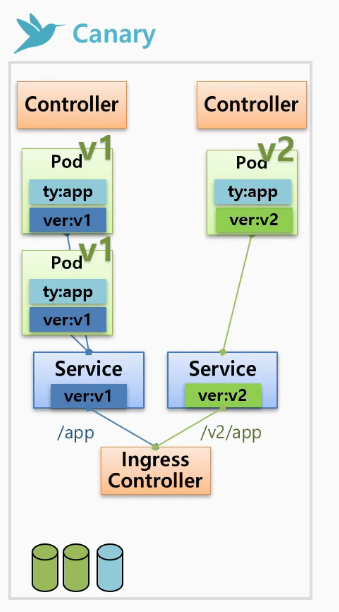 Canary
Controller
Controller
v1
Pod
ty:app
ver:v1
v2
Pod
ty:app
ver:v2
v1
Pod
ty:app
ver:v1
Service
ver:v1
Service
ver:v2
/app
/v2/app
Ingress
Controller